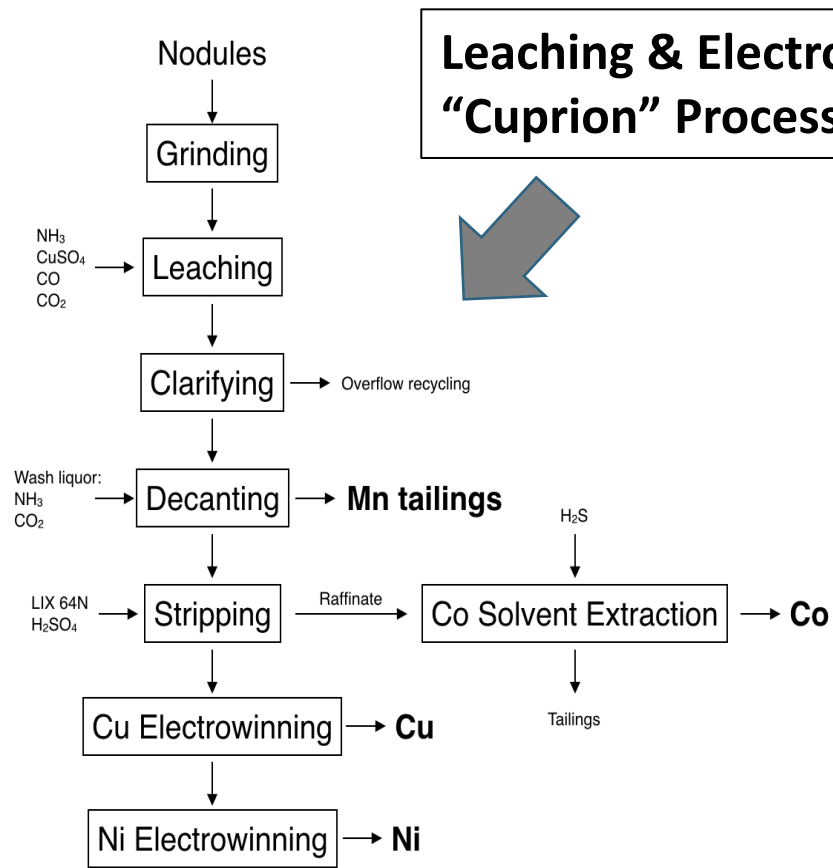 Leaching & Electro
“Cuprion” Process
Nodules
Grinding
NH₃
CuSO₄
CO
CO₂
Leaching
Clarifying
Overflow recycling
Wash liquor:
NH₃
CO₂
Decanting
Mn tailings
H₂S
LIX 64N
H₂SO₄
Stripping
Raffinate
Co Solvent Extraction
Co
Tailings
Cu Electrowinning
Cu
Ni Electrowinning
Ni